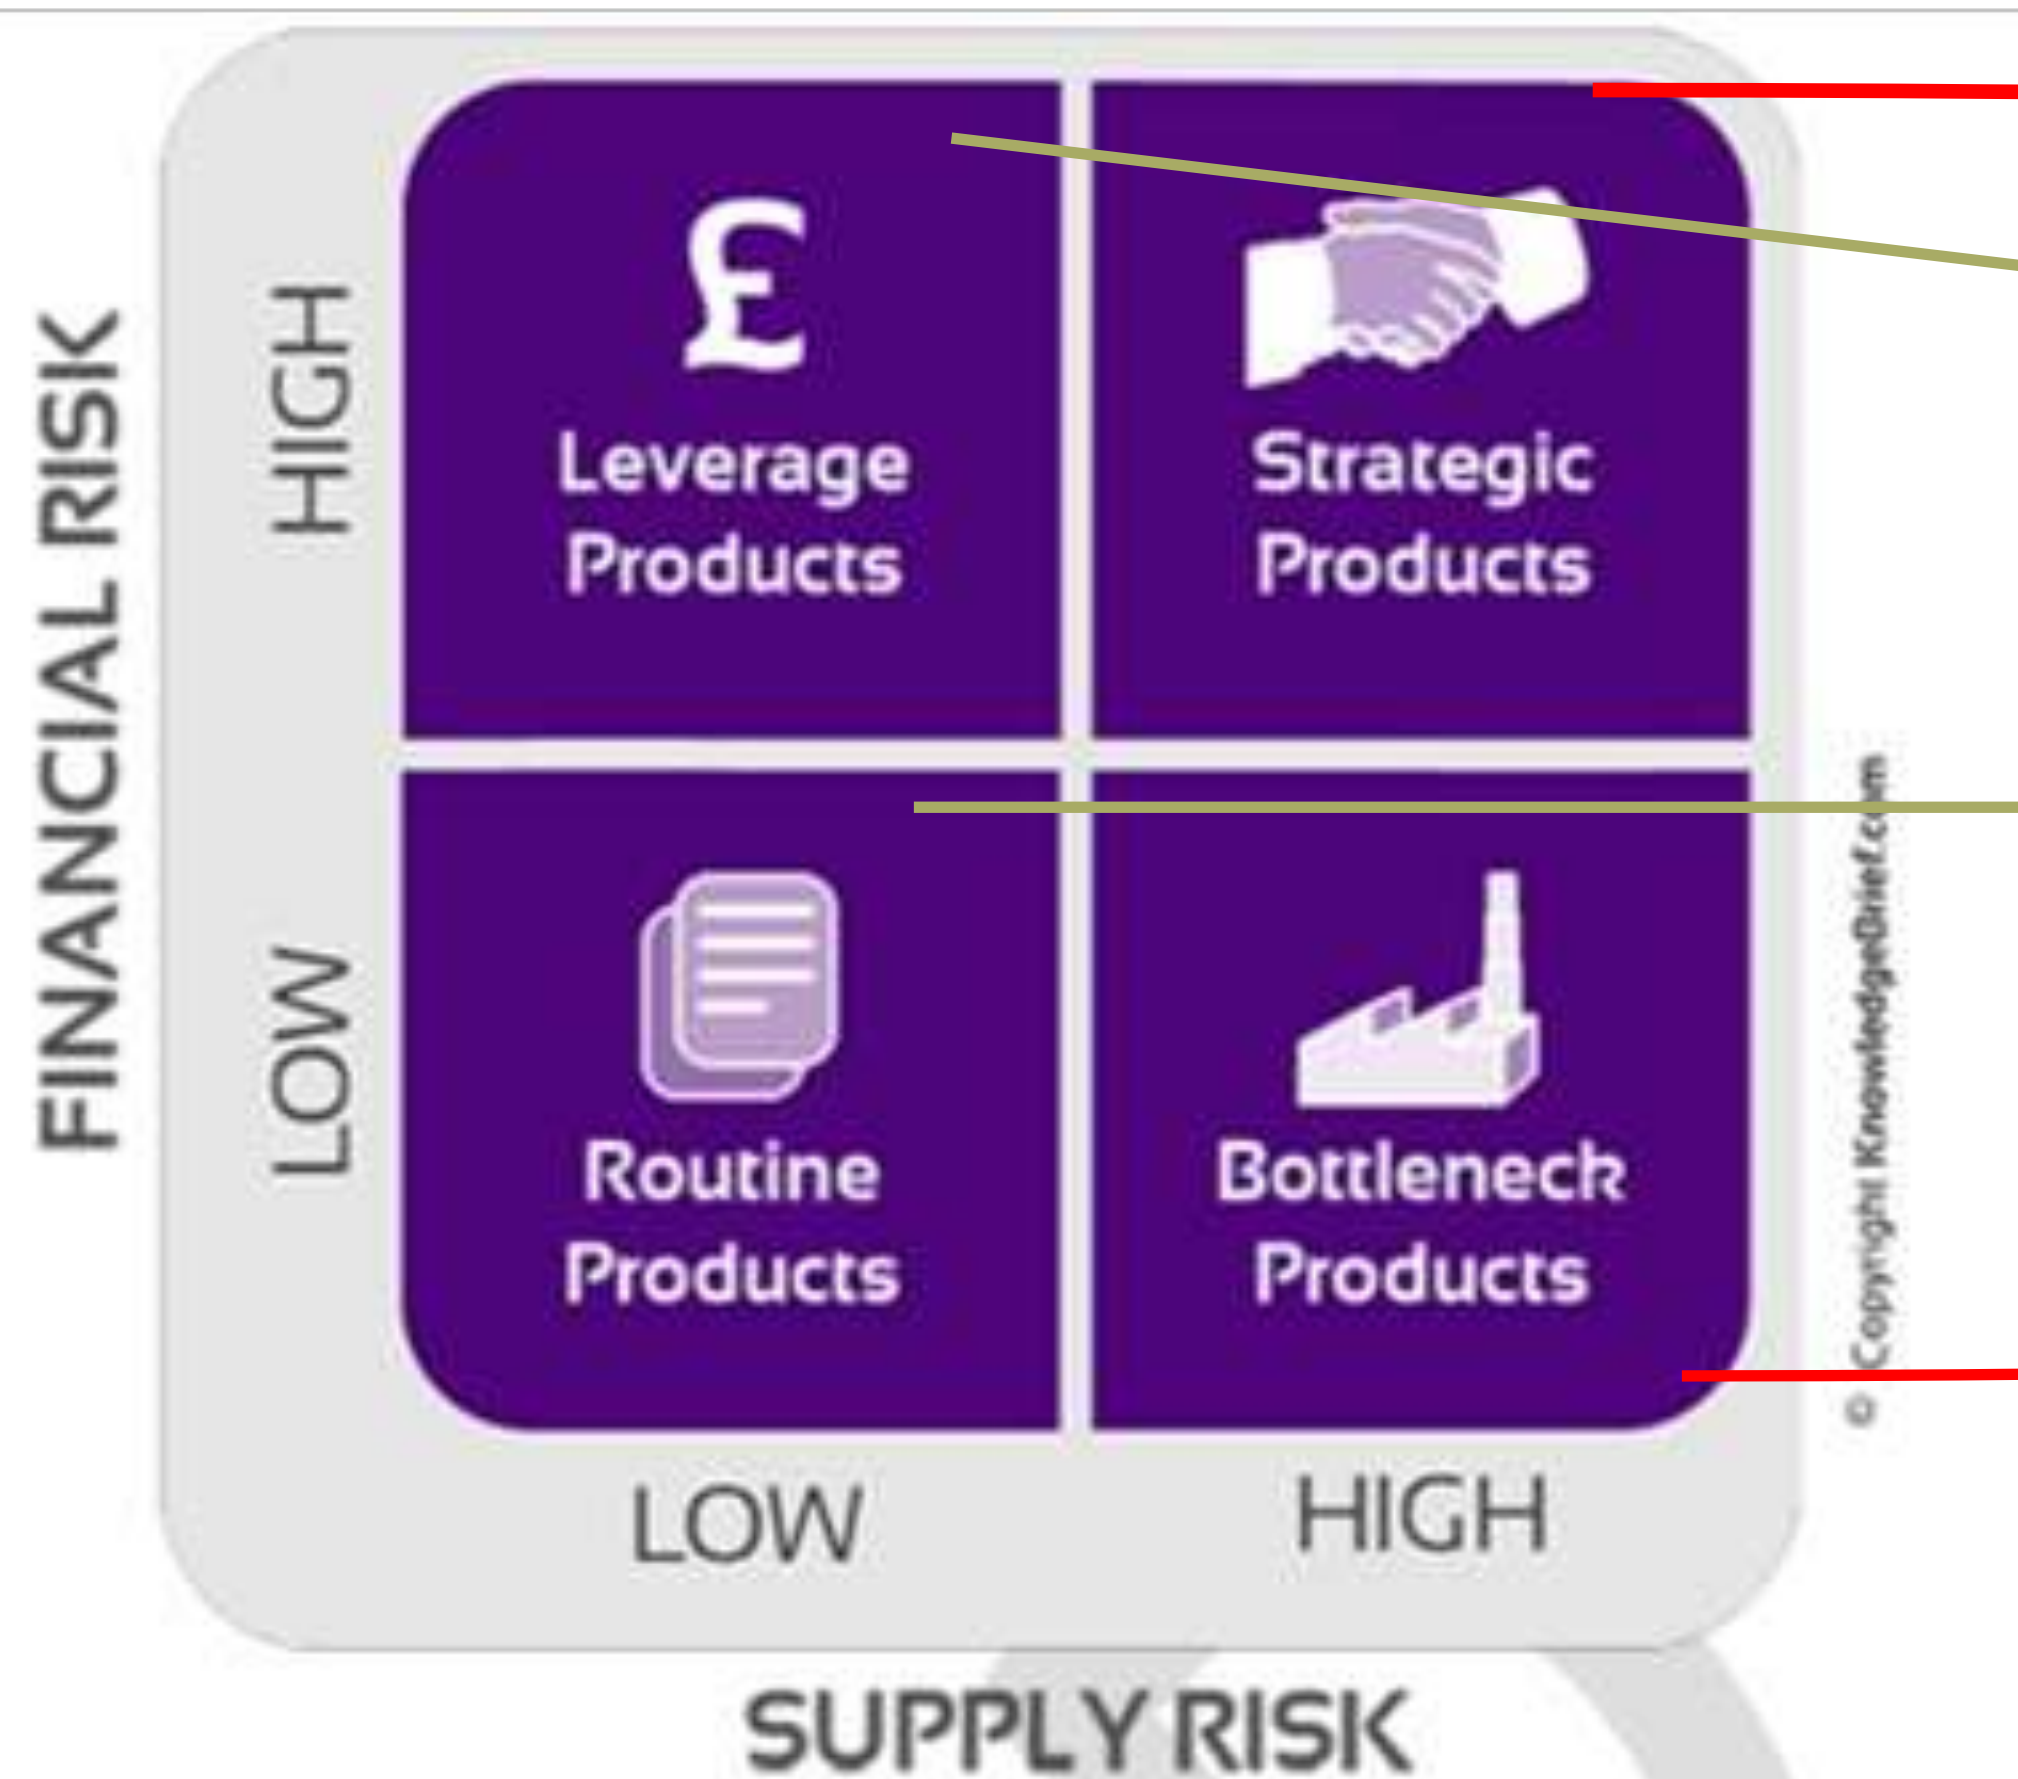 FINANCIAL RISK
HIGH
£
Leverage
Products
Strategic
Products
LOW
Routine
Products
Bottleneck
Products
LOW
HIGH
SUPPLY RISK
© Copyright KnowledgeBrief.com